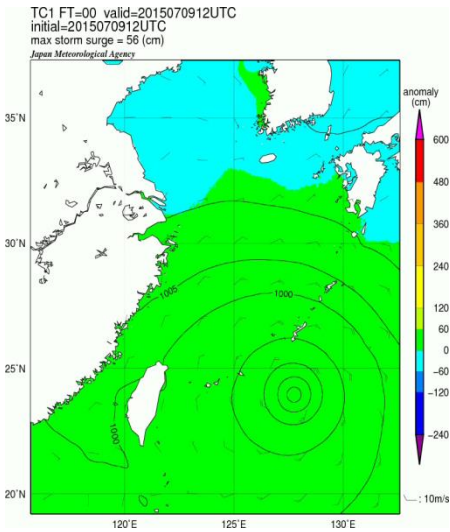 TC1 FT=00 valid=2015070912UTC
initial=2015070912UTC
max storm surge = 56 (cm)
Japan Meteorological Agency
anomaly
(cm)
600
480
360
240
120
60
0
-60
-120
-240
: 10m/s
35°N
30°N
25°N
20°N
120°E
125°E
130°E
1005
1000
1000